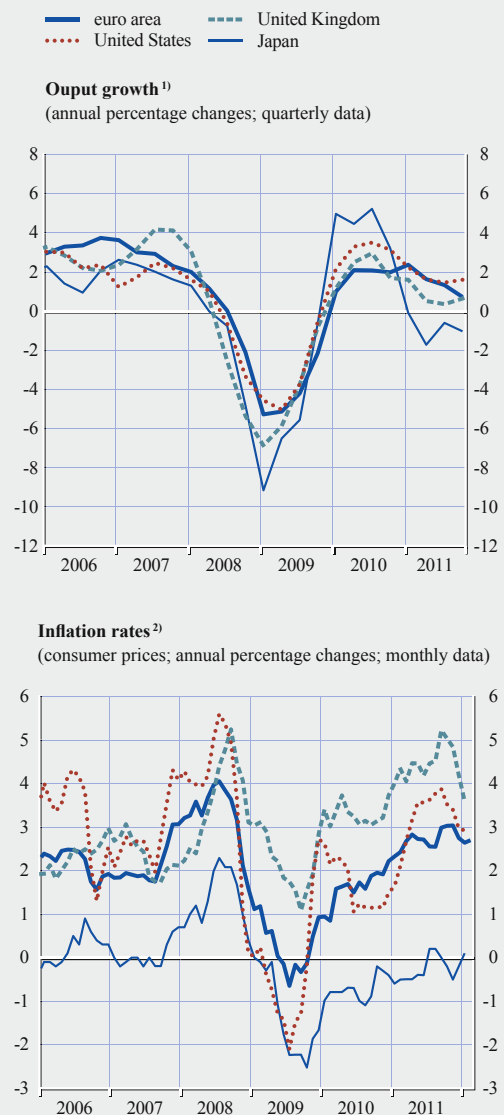 euro area United Kingdom
United States Japan
Ouput growth 1)
(annual percentage changes; quarterly data)
8 8
6 6
4 4
2 2
0 0
-2 -2
-4 -4
-6 -6
-8 -8
-10 -10
-12 -12
2006 2007 2008 2009 2010 2011
Inflation rates 2)
(consumer prices; annual percentage changes; monthly data)
6 6
5 5
4 4
3 3
2 2
1 1
0 0
-1 -1
-2 -2
-3 -3
2006 2007 2008 2009 2010 2011